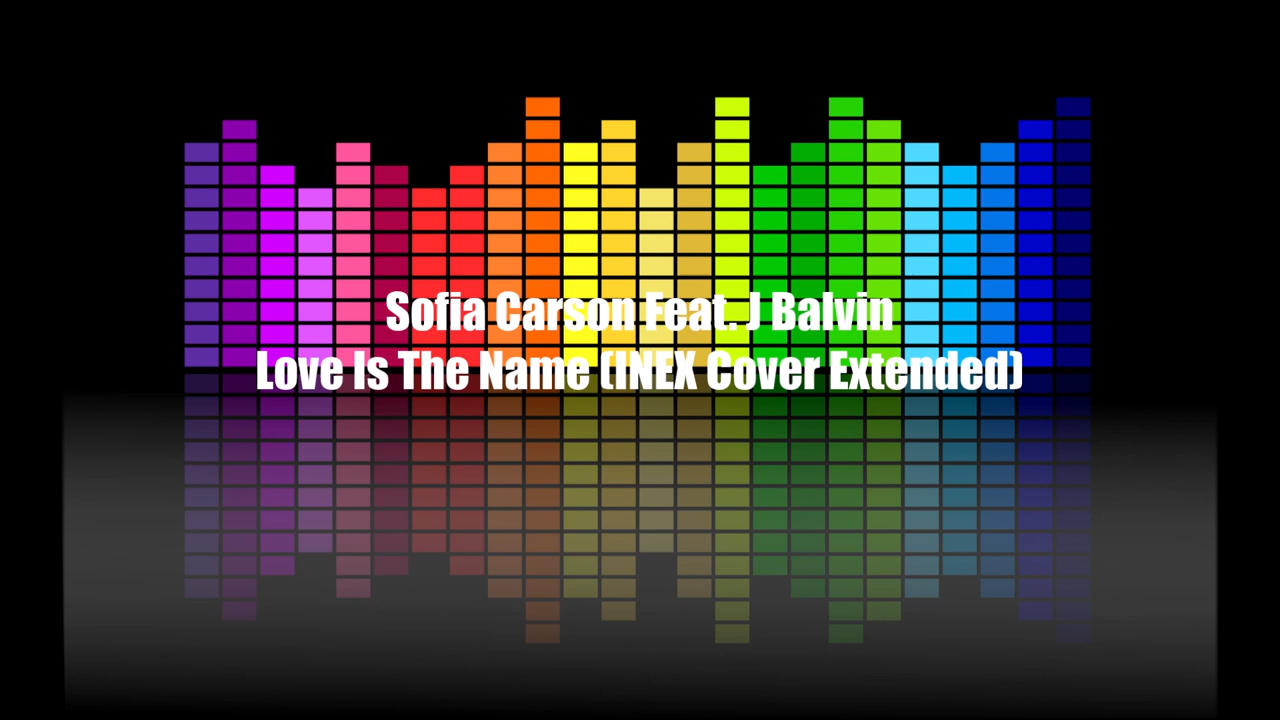 Sofia Carson Feat. J Balvin
Love Is The Name (INEX Cover Extended)